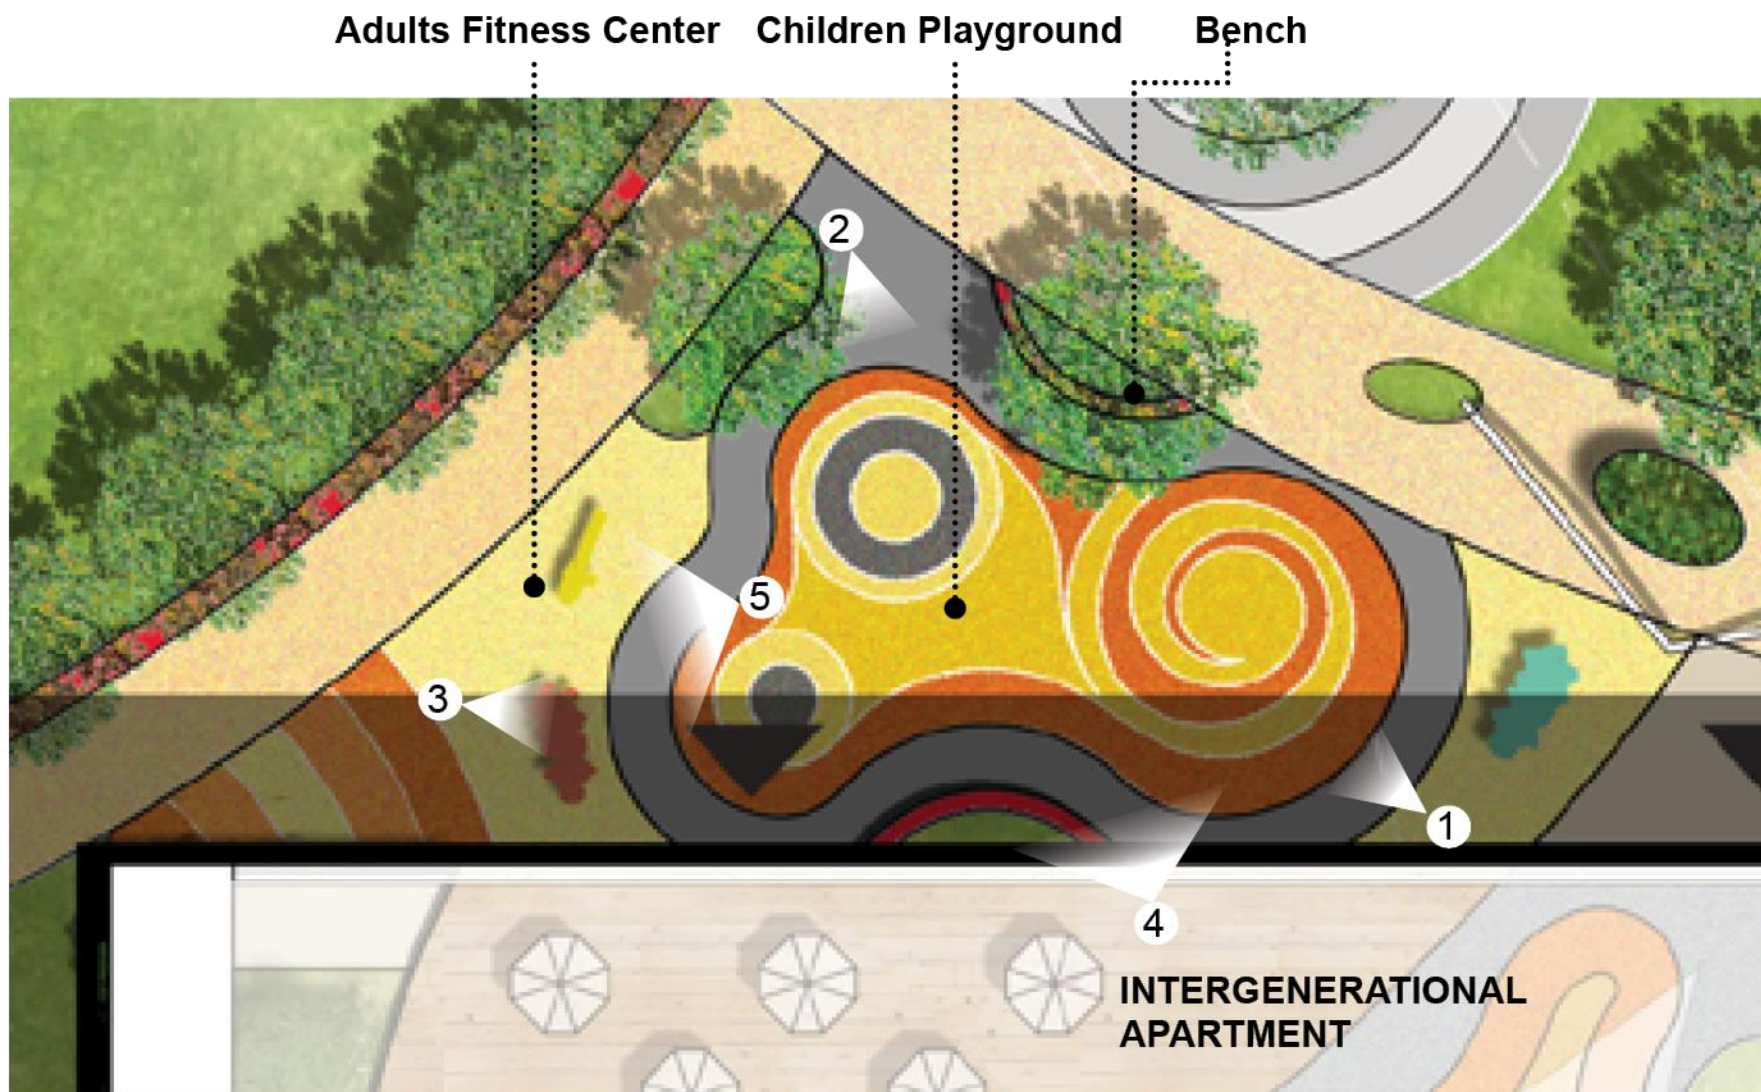 Adults Fitness Center
Children Playground
Bench
2
5
3
1
4
INTERGENERATIONAL
APARTMENT